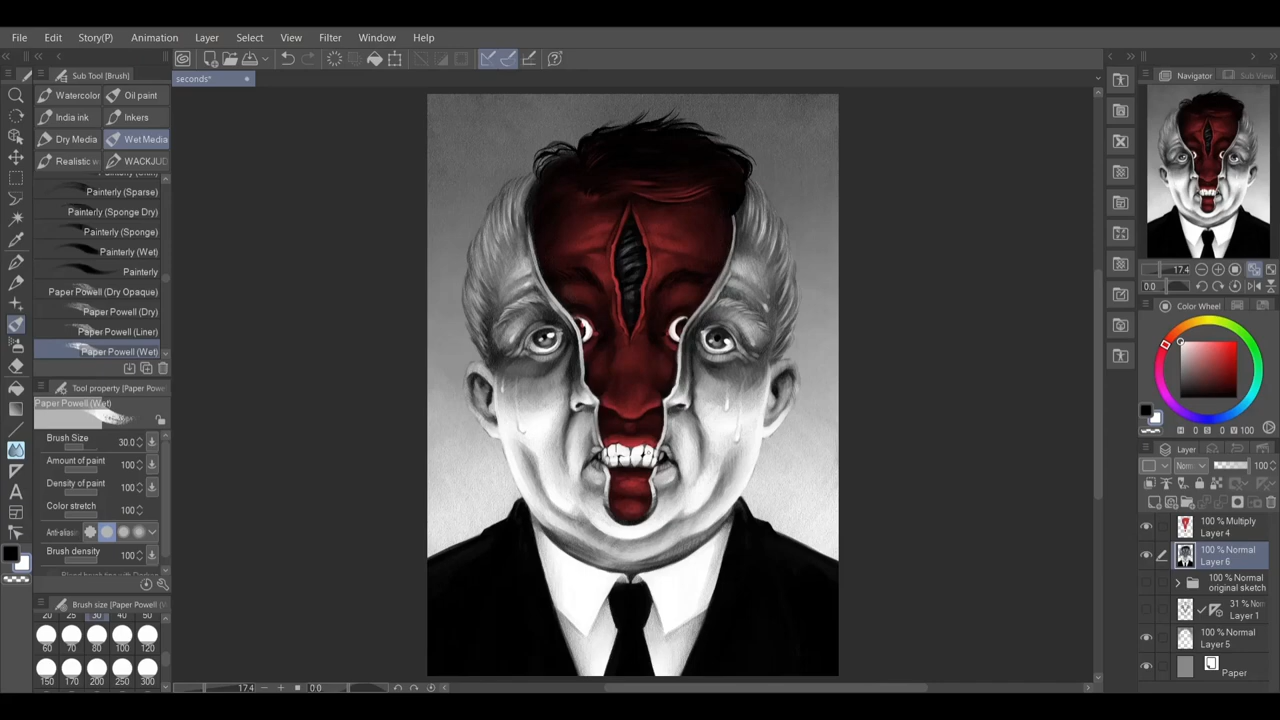 File Edit Story(P) Animation Layer Select View Filter Window Help
Sub Tool [Brush]
seconds*
Navigator Sub View
Watercolor Oil paint
India ink Inkers
Dry Media Wet Media
Realistic w WACKJUD
Painterly (Sparse)
Painterly (Sponge Dry)
Painterly (Sponge)
Painterly (Wet)
Painterly
Paper Powell (Dry Opaque)
Paper Powell (Dry)
Paper Powell (Liner)
Paper Powell (Wet)
17.4
0.0
Color Wheel
Tool property [Paper Powe
Paper Powell (Wet)
Brush Size 30.0
Amount of paint 100
Density of paint 100
Color stretch 100
Anti-alias
Brush density 100
H 0 S 0 V 100
Layer
Norm 100
100 % Multiply
Layer 4
100 % Normal
Layer 6
100 % Normal
original sketch
31 % Nor
Layer 1
100 % Normal
Layer 5
Paper
Brush size [Paper Powell (W
20 25 30 40 50
60 70 80 100 120
150 170 200 250 300
17.4 0.0